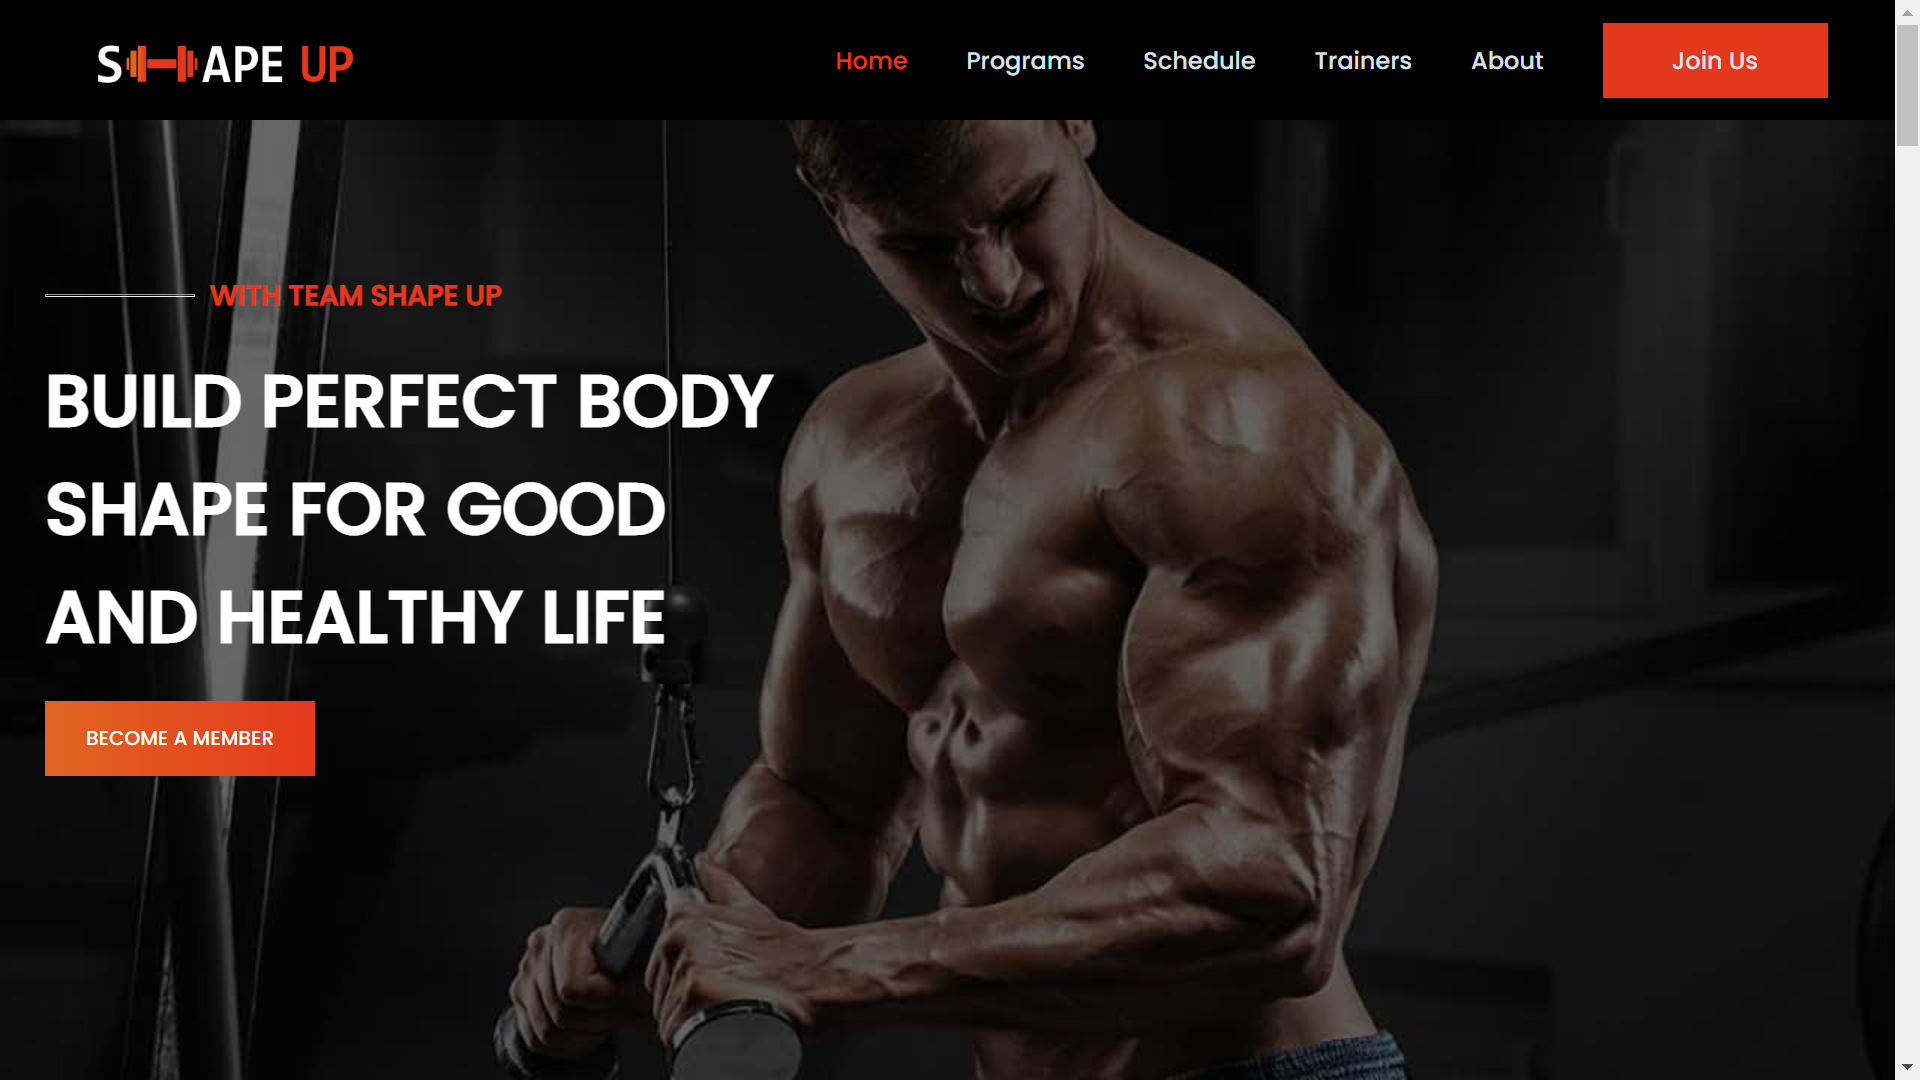 SHAPE UP
Home
Programs
Schedule
Trainers
About
Join Us
WITH TEAM SHAPE UP
BUILD PERFECT BODY
SHAPE FOR GOOD
AND HEALTHY LIFE
BECOME A MEMBER